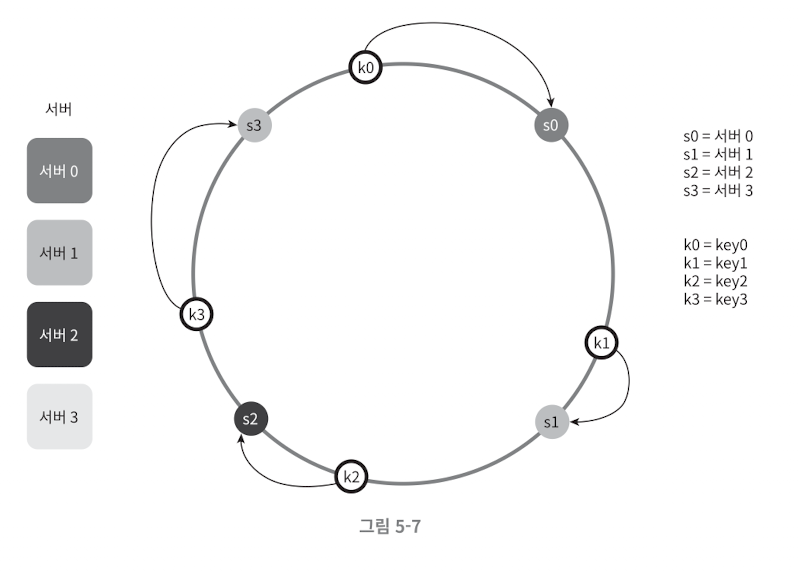 서버
서버 0
서버 1
서버 2
서버 3
k0
s3
s0
k3
k1
s2
s1
k2
s0 = 서버 0
s1 = 서버 1
s2 = 서버 2
s3 = 서버 3
k0 = key0
k1 = key1
k2 = key2
k3 = key3
그림 5-7